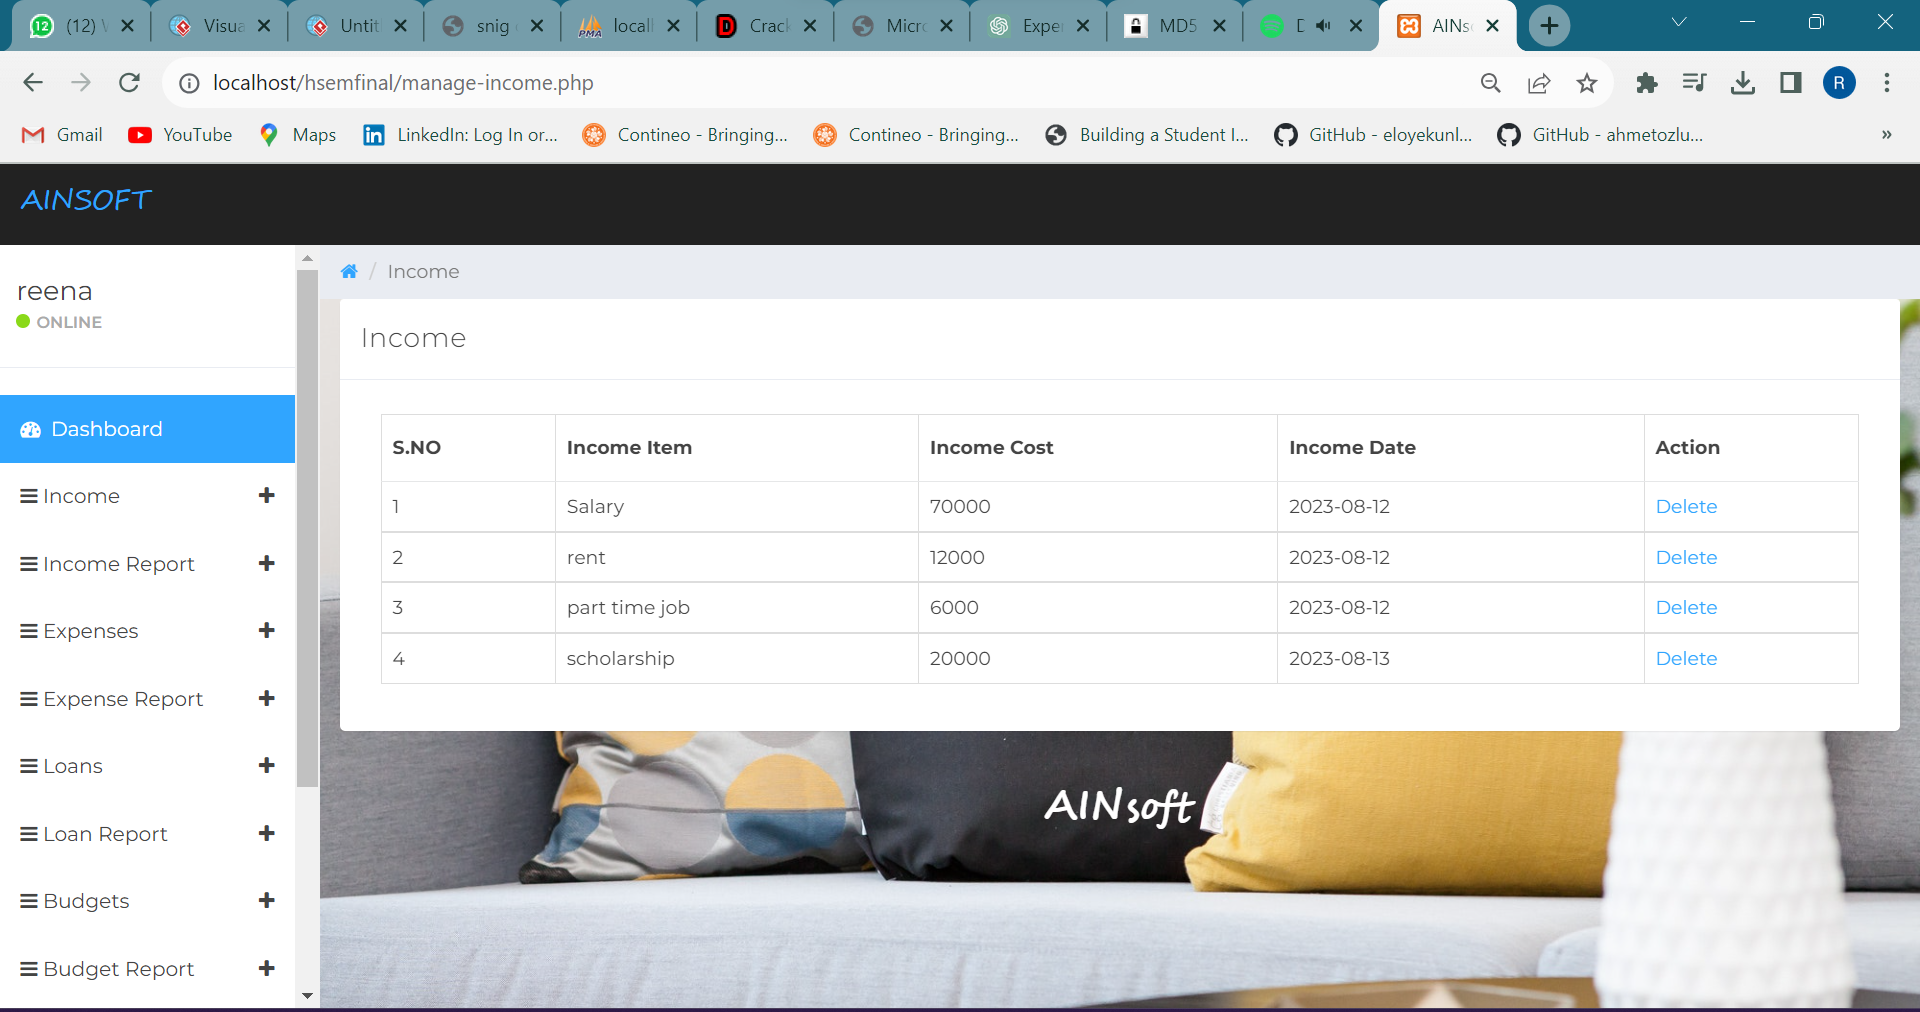 (12) Visua Untit snig locall Crack Micro Exper MD5 AINs
localhost/hsemfinal/manage-income.php R
Gmail YouTube Maps LinkedIn: Log In or... Contineo - Bringing... Contineo - Bringing... Building a Student I... GitHub - eloyekunl... GitHub - ahmetozlu... »
AINSOFT
reena
ONLINE
Dashboard
Income
Income Report
Expenses
Expense Report
Loans
Loan Report
Budgets
Budget Report
/ Income
Income
S.NO Income Item Income Cost Income Date Action
1 Salary 70000 2023-08-12 Delete
2 rent 12000 2023-08-12 Delete
3 part time job 6000 2023-08-12 Delete
4 scholarship 20000 2023-08-13 Delete
AINsoft